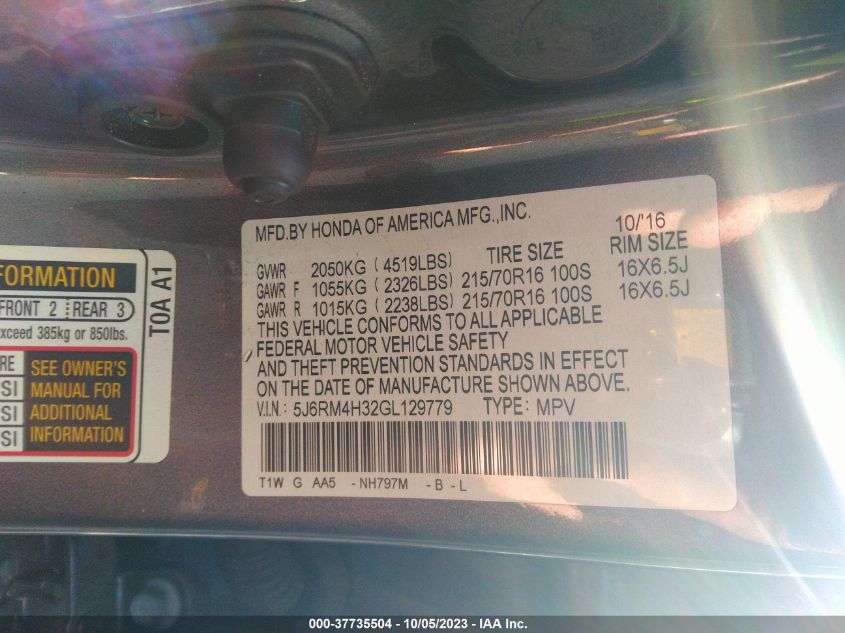 MFD.BY HONDA OF AMERICA MFG.,INC. 10/'16
TIRE SIZE RIM SIZE
GVWR 2050KG ( 4519LBS)
GAWR F 1055KG ( 2326LBS) 215/70R16 100S 16X6.5J
GAWR R 1015KG ( 2238LBS) 215/70R16 100S 16X6.5J
THIS VEHICLE CONFORMS TO ALL APPLICABLE
FEDERAL MOTOR VEHICLE SAFETY
AND THEFT PREVENTION STANDARDS IN EFFECT
ON THE DATE OF MANUFACTURE SHOWN ABOVE.
V.I.N.: 5J6RM4H32GL129779 TYPE: MPV
T1W G AA5 -NH797M -B-L
FRONT 2 REAR 3
385kg or 850lbs.
SEE OWNER'S
MANUAL FOR
ADDITIONAL
INFORMATION
T0A A1
000-37735504 - 10/05/2023 - IAA Inc.